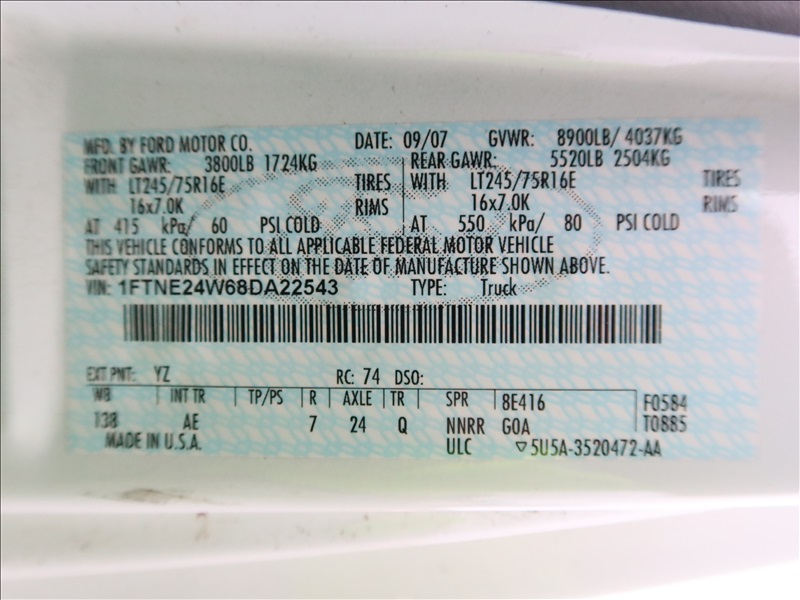 MFD. BY FORD MOTOR CO. DATE: 09/07 GVWR: 8900LB/ 4037KG
FRONT GAWR: 3800LB 1724KG REAR GAWR: 5520LB 2504KG
WITH LT245/75R16E TIRES WITH LT245/75R16E TIRES
16x7.0K RIMS 16x7.0K RIMS
AT 415 kPa/ 60 PSI COLD AT 550 kPa/ 80 PSI COLD
THIS VEHICLE CONFORMS TO ALL APPLICABLE FEDERAL MOTOR VEHICLE
SAFETY STANDARDS IN EFFECT ON THE DATE OF MANUFACTURE SHOWN ABOVE.
VIN: 1FTNE24W68DA22543 TYPE: Truck
EXT PNT: YZ RC: 74 DSO:
WB INT TR TP/PS R AXLE TR SPR 8E416 F0584
138 AE 7 24 Q NNRR GOA T0885
MADE IN U.S.A. ULC ▽5U5A-3520472-AA